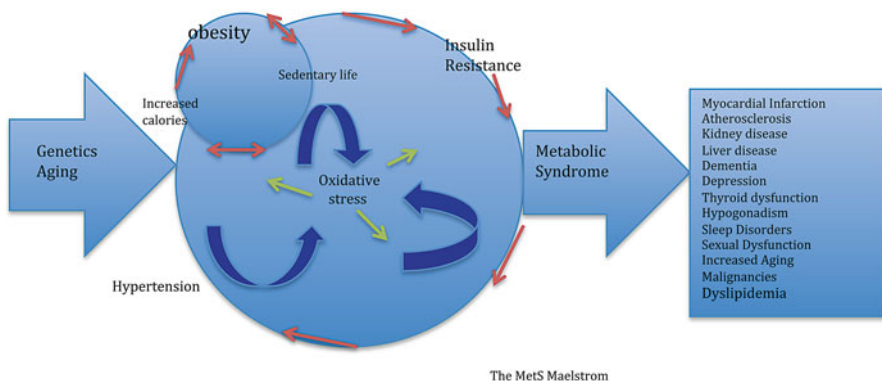 obesity
Sedentary life
Increased
calories
Insulin
Resistance
Genetics
Aging
Oxidative
stress
Hypertension
Metabolic
Syndrome
Myocardial Infarction
Atherosclerosis
Kidney disease
Liver disease
Dementia
Depression
Thyroid dysfunction
Hypogonadism
Sleep Disorders
Sexual Dysfunction
Increased Aging
Malignancies
Dyslipidemia
The MetS Maelstrom